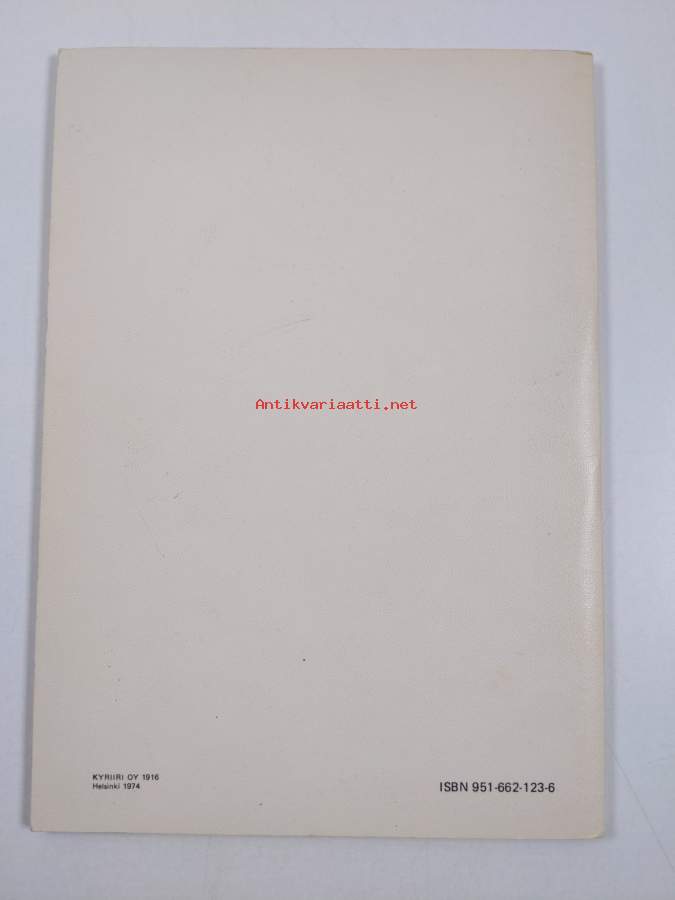 Antikvariaatti.net
KYRIIRI OY 1916
Helsinki 1974
ISBN 951-662-123-6